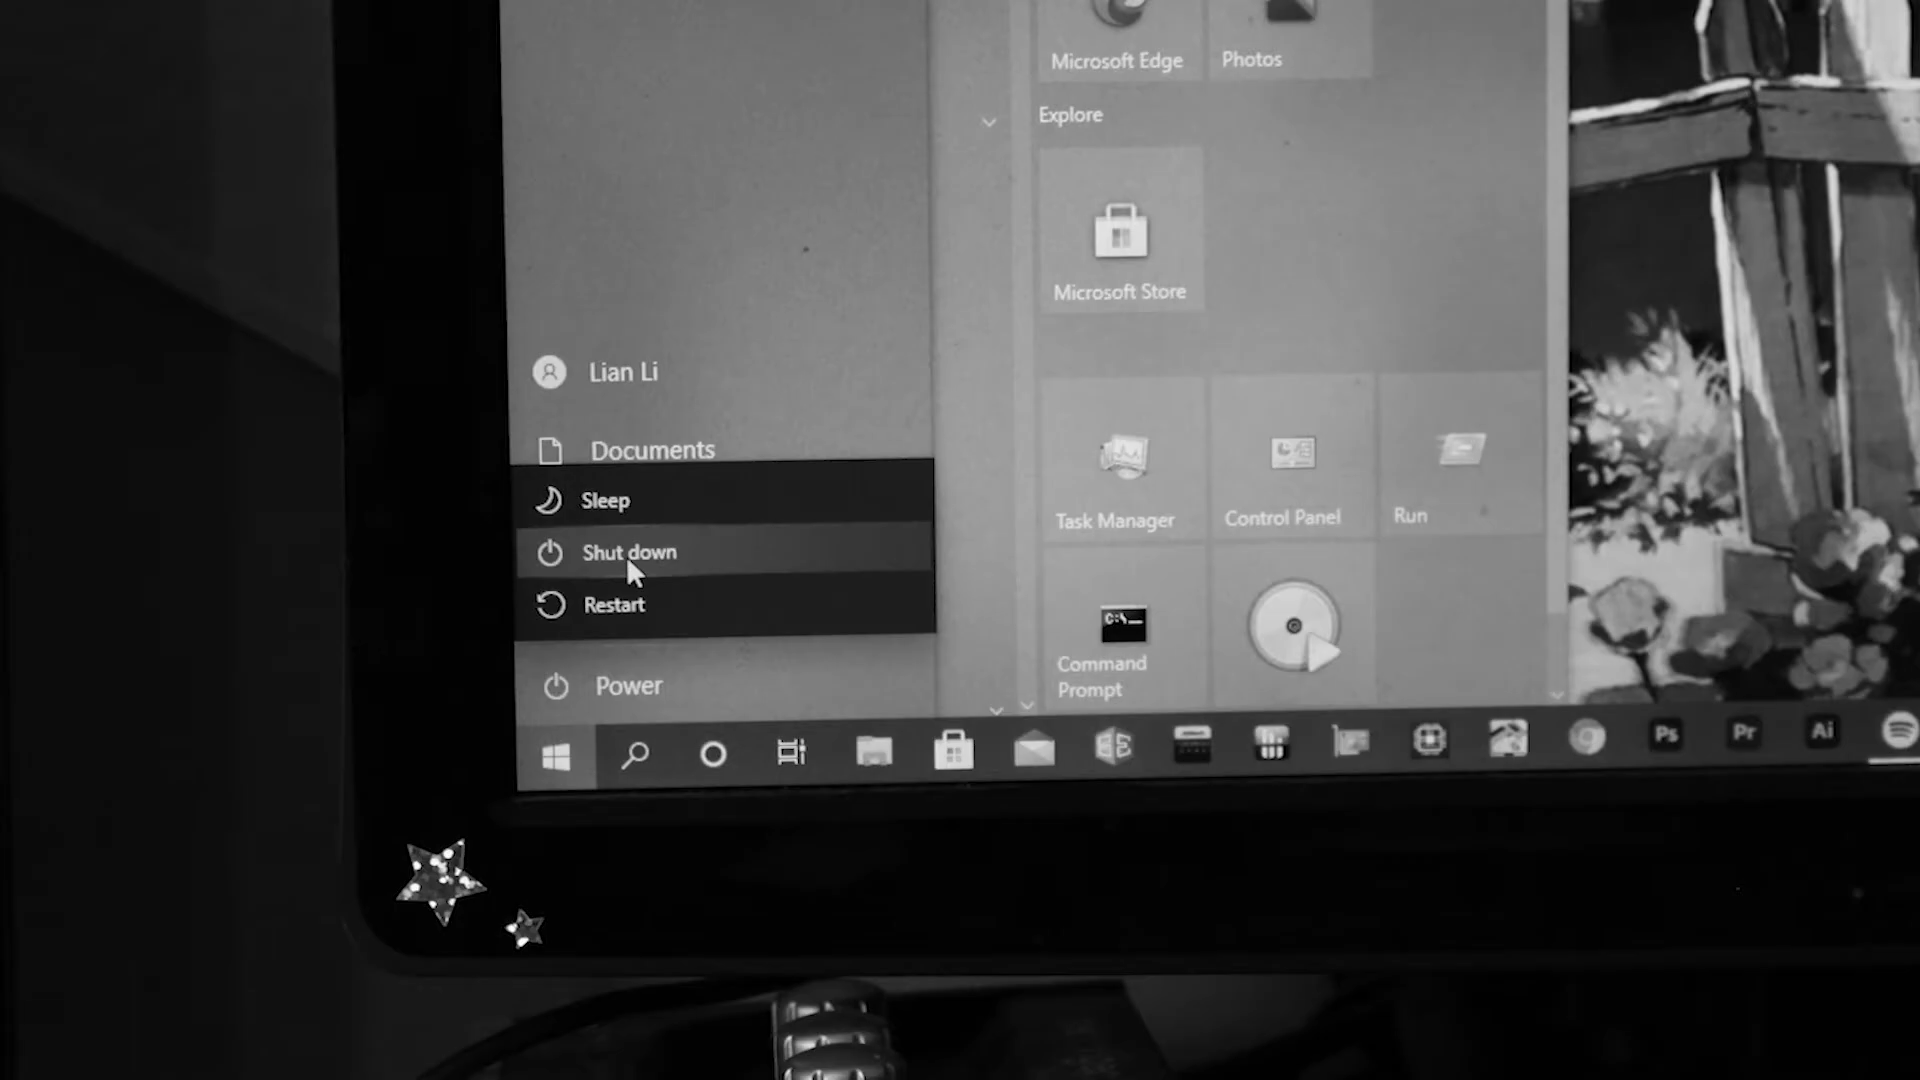 Microsoft Edge
Photos
Explore
Microsoft Store
Lian Li
Documents
Sleep
Shut down
Restart
Power
Task Manager
Control Panel
Run
C:\_
Command
Prompt
Ps
Pr
Ai